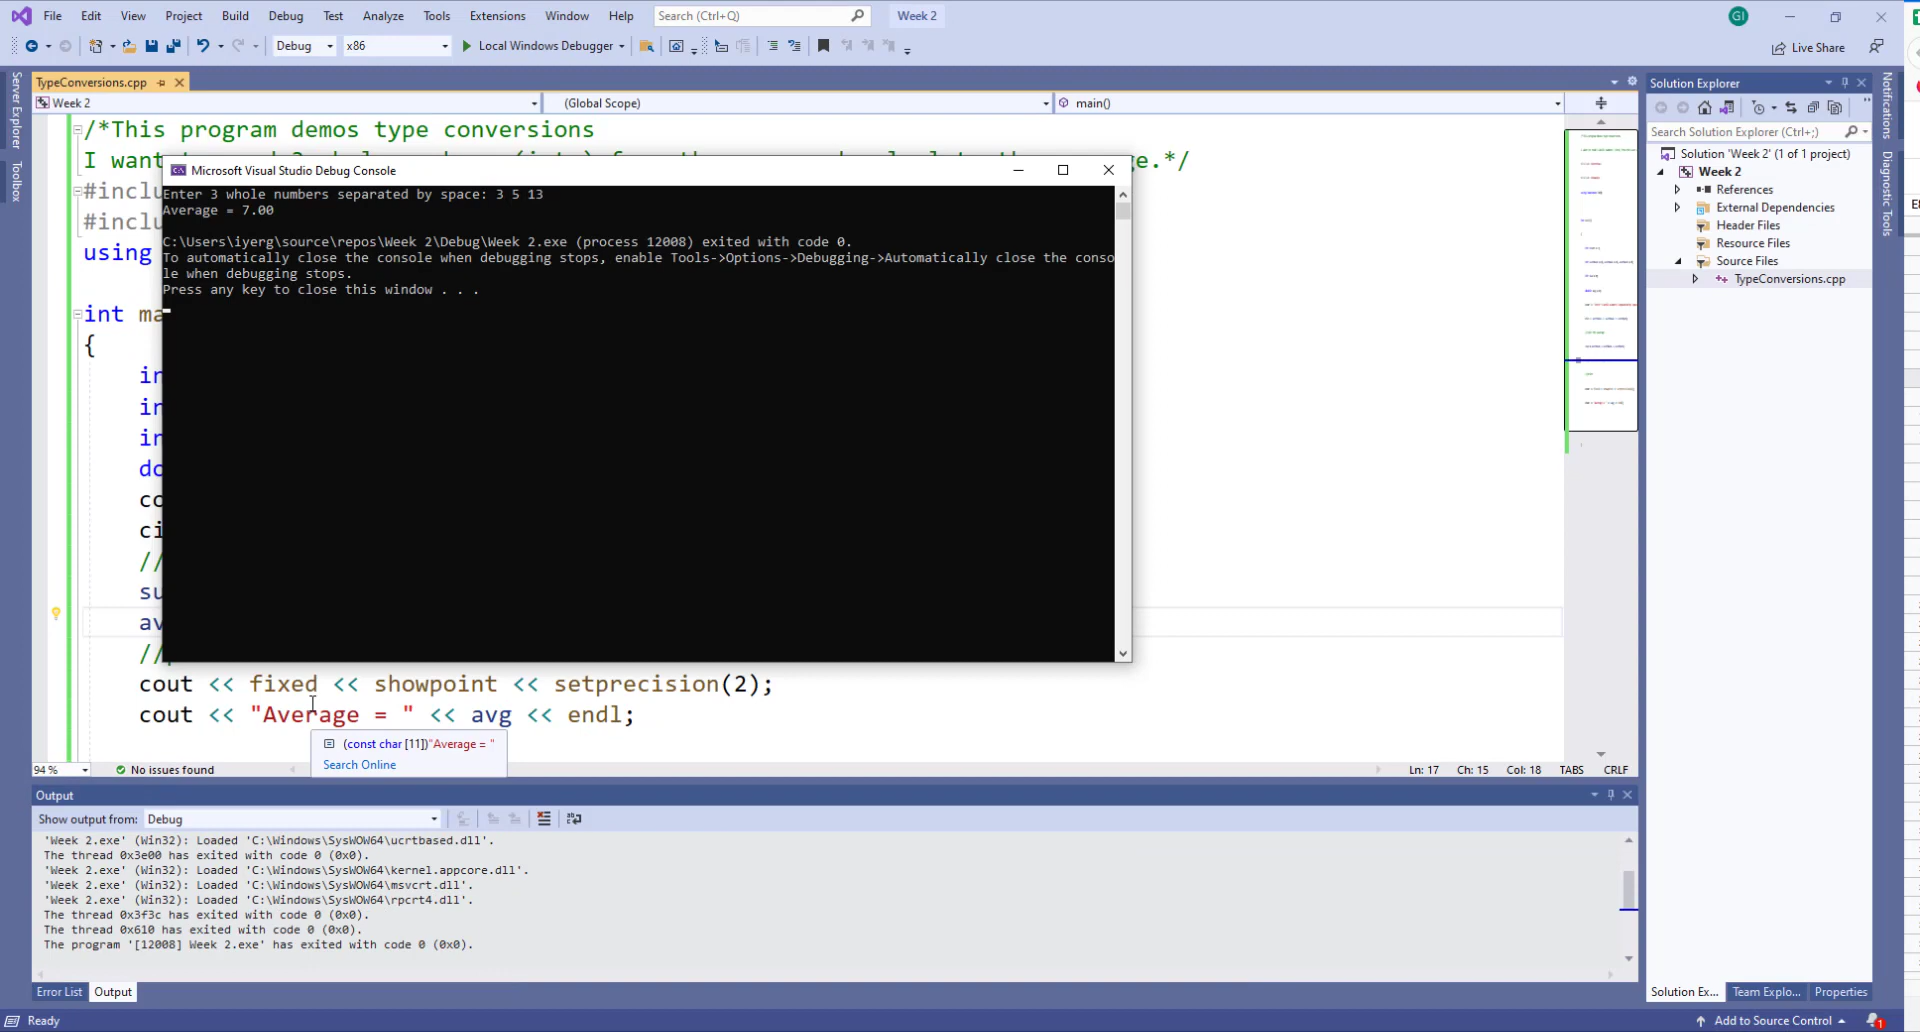 File Edit View Project Build Debug Test Analyze Tools Extensions Window Help Search (Ctrl+Q) Week 2 GI
Debug x86 Local Windows Debugger Live Share
Server Explorer
Toolbox
TypeConversions.cpp
Week 2 (Global Scope) main()
/*This program demos type conversions
I want
e.*/
#inclu
#inclu
using
int ma
{
in
in
in
do
co
ci
//
su
av
//
cout << fixed << showpoint << setprecision(2);
cout << "Average = " << avg << endl;
(const char [11])"Average = "
Search Online
Microsoft Visual Studio Debug Console
Enter 3 whole numbers separated by space: 3 5 13
Average = 7.00
C:\Users\iyerg\source\repos\Week 2\Debug\Week 2.exe (process 12008) exited with code 0.
To automatically close the console when debugging stops, enable Tools->Options->Debugging->Automatically close the conso
le when debugging stops.
Press any key to close this window . . .
94 % No issues found Ln: 17 Ch: 15 Col: 18 TABS CRLF
Output
Show output from: Debug
'Week 2.exe' (Win32): Loaded 'C:\Windows\SysWOW64\ucrtbased.dll'.
The thread 0x3e00 has exited with code 0 (0x0).
'Week 2.exe' (Win32): Loaded 'C:\Windows\SysWOW64\kernel.appcore.dll'.
'Week 2.exe' (Win32): Loaded 'C:\Windows\SysWOW64\msvcrt.dll'.
'Week 2.exe' (Win32): Loaded 'C:\Windows\SysWOW64\rpcrt4.dll'.
The thread 0x3f3c has exited with code 0 (0x0).
The thread 0x610 has exited with code 0 (0x0).
The program '[12008] Week 2.exe' has exited with code 0 (0x0).
Error List Output
Solution Explorer
Search Solution Explorer (Ctrl+;)
Solution 'Week 2' (1 of 1 project)
Week 2
References
External Dependencies
Header Files
Resource Files
Source Files
TypeConversions.cpp
Notifications
Diagnostic Tools
Solution Ex... Team Explo... Properties
Ready Add to Source Control 1